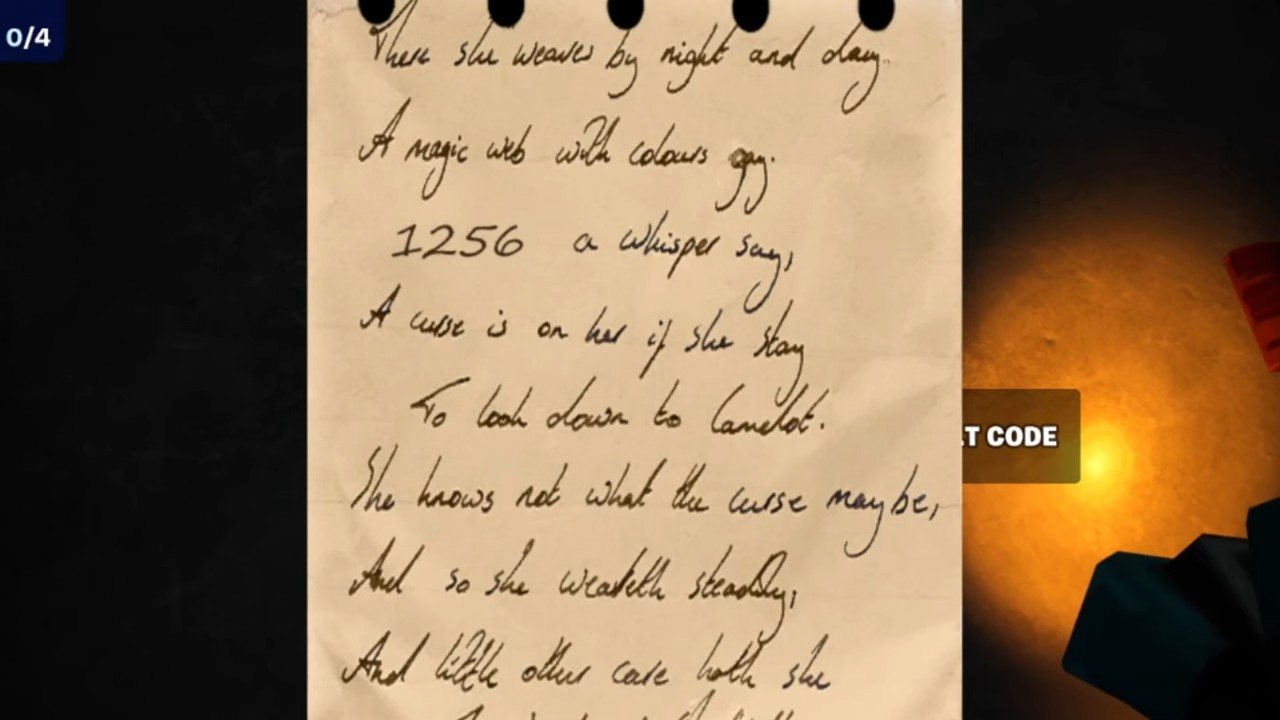 0/4
There she weaves by night and day
A magic web with colours gay.
1256 a whisper say,
A curse is on her if she stay
To look down to Camelot.
She knows not what the curse may be,
And so she weaveth steadily,
And little other care hath she
LT CODE